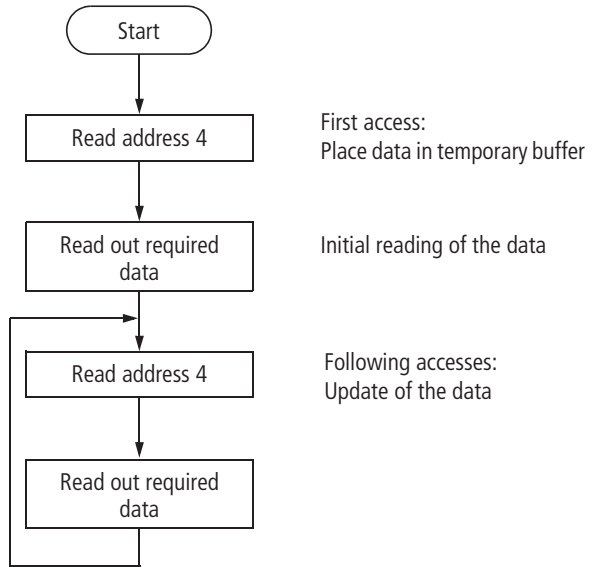 Start
Read address 4
First access:
Place data in temporary buffer
Read out required
data
Initial reading of the data
Read address 4
Following accesses:
Update of the data
Read out required
data